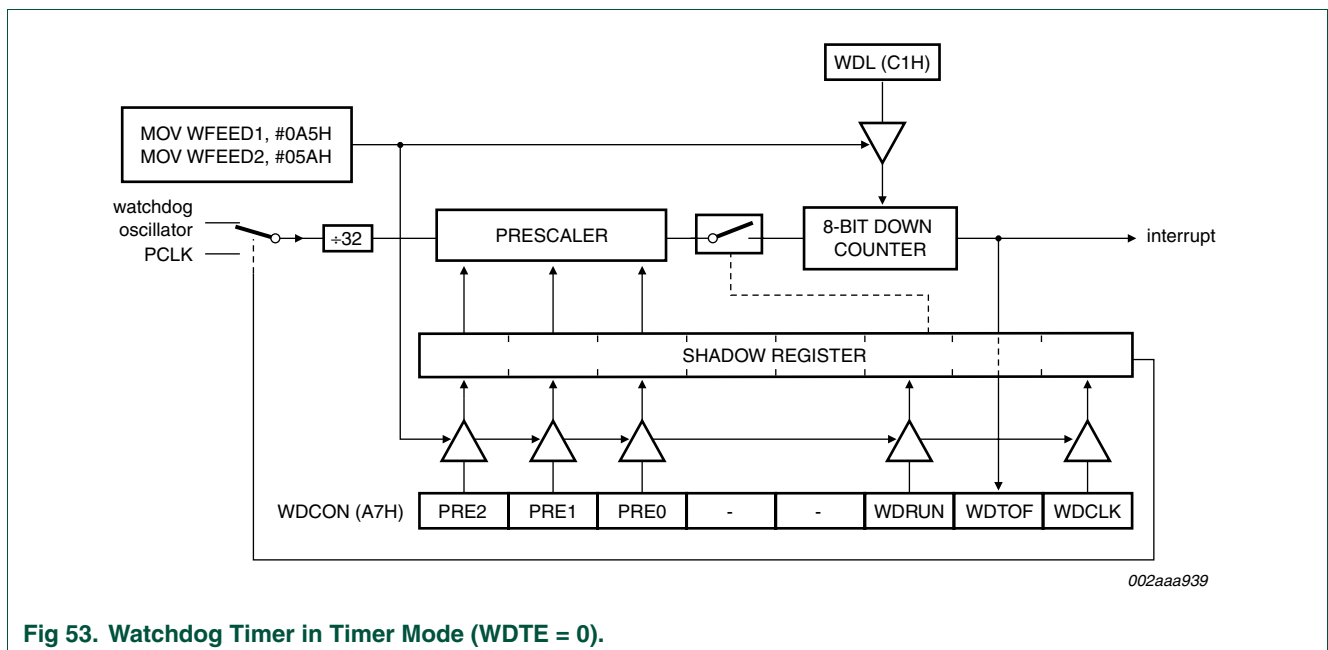 WDL (C1H)
MOV WFEED1, #0A5H
MOV WFEED2, #05AH
watchdog
oscillator
PCLK
÷32
PRESCALER
8-BIT DOWN
COUNTER
interrupt
SHADOW REGISTER
WDCON (A7H)
PRE2
PRE1
PRE0
-
-
WDRUN
WDTOF
WDCLK
002aaa939
Fig 53. Watchdog Timer in Timer Mode (WDTE = 0).